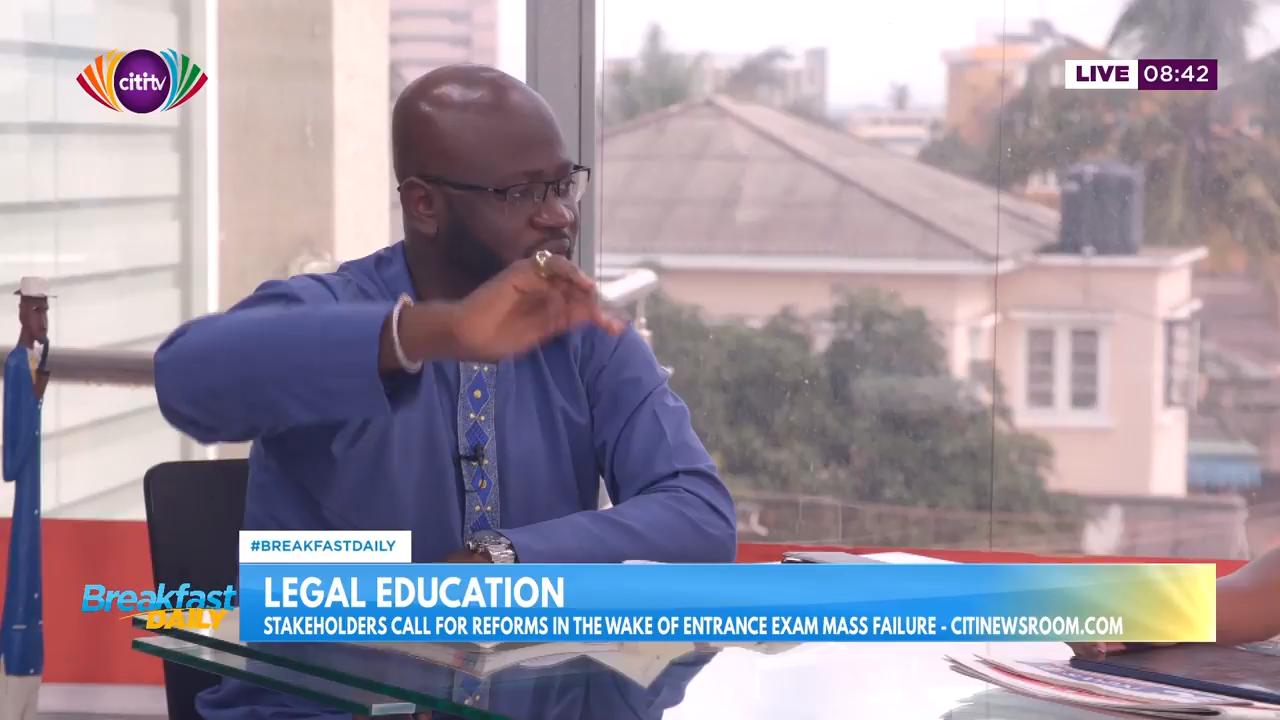 citi tv
LIVE 08:42
#BREAKFASTDAILY
Breakfast
DAILY
LEGAL EDUCATION
STAKEHOLDERS CALL FOR REFORMS IN THE WAKE OF ENTRANCE EXAM MASS FAILURE - CITINEWSROOM.COM